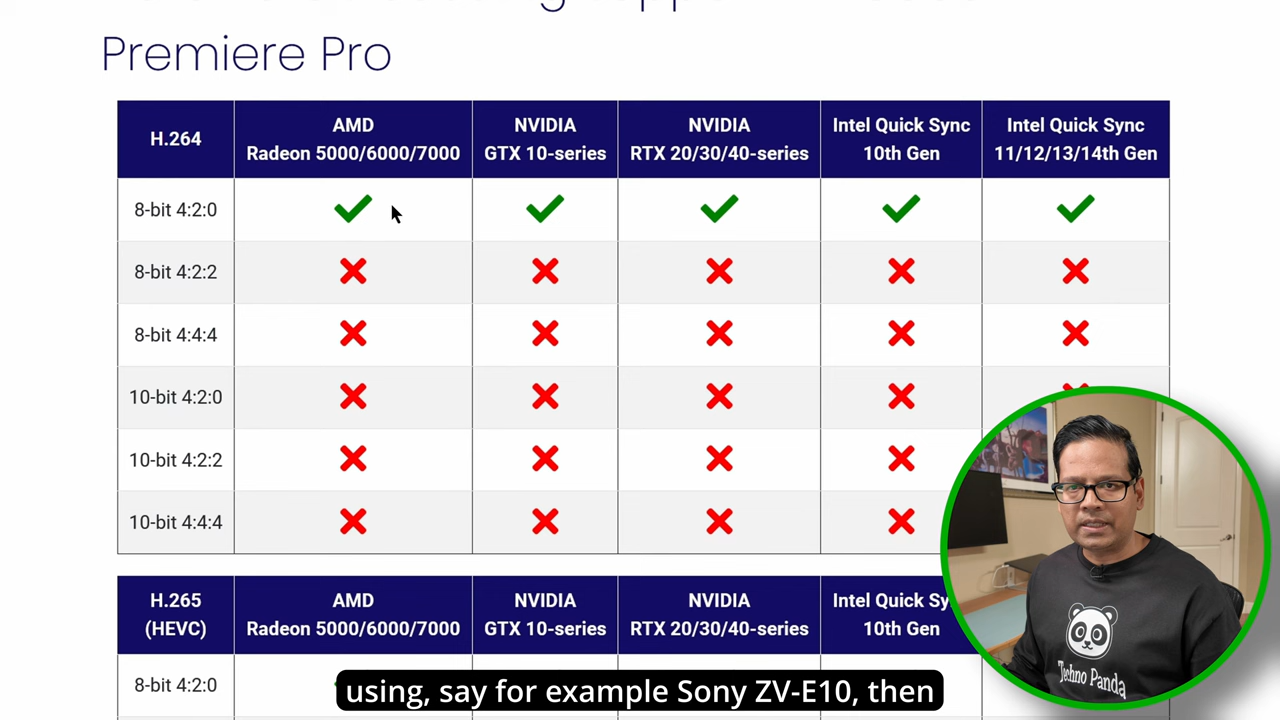 Premiere Pro
H.264 AMD Radeon 5000/6000/7000 NVIDIA GTX 10-series NVIDIA RTX 20/30/40-series Intel Quick Sync 10th Gen Intel Quick Sync 11/12/13/14th Gen
8-bit 4:2:0
8-bit 4:2:2
8-bit 4:4:4
10-bit 4:2:0
10-bit 4:2:2
10-bit 4:4:4
H.265 (HEVC) AMD Radeon 5000/6000/7000 NVIDIA GTX 10-series NVIDIA RTX 20/30/40-series Intel Quick Sy 10th Gen
8-bit 4:2:0
using, say for example Sony ZV-E10, then
Techno Panda